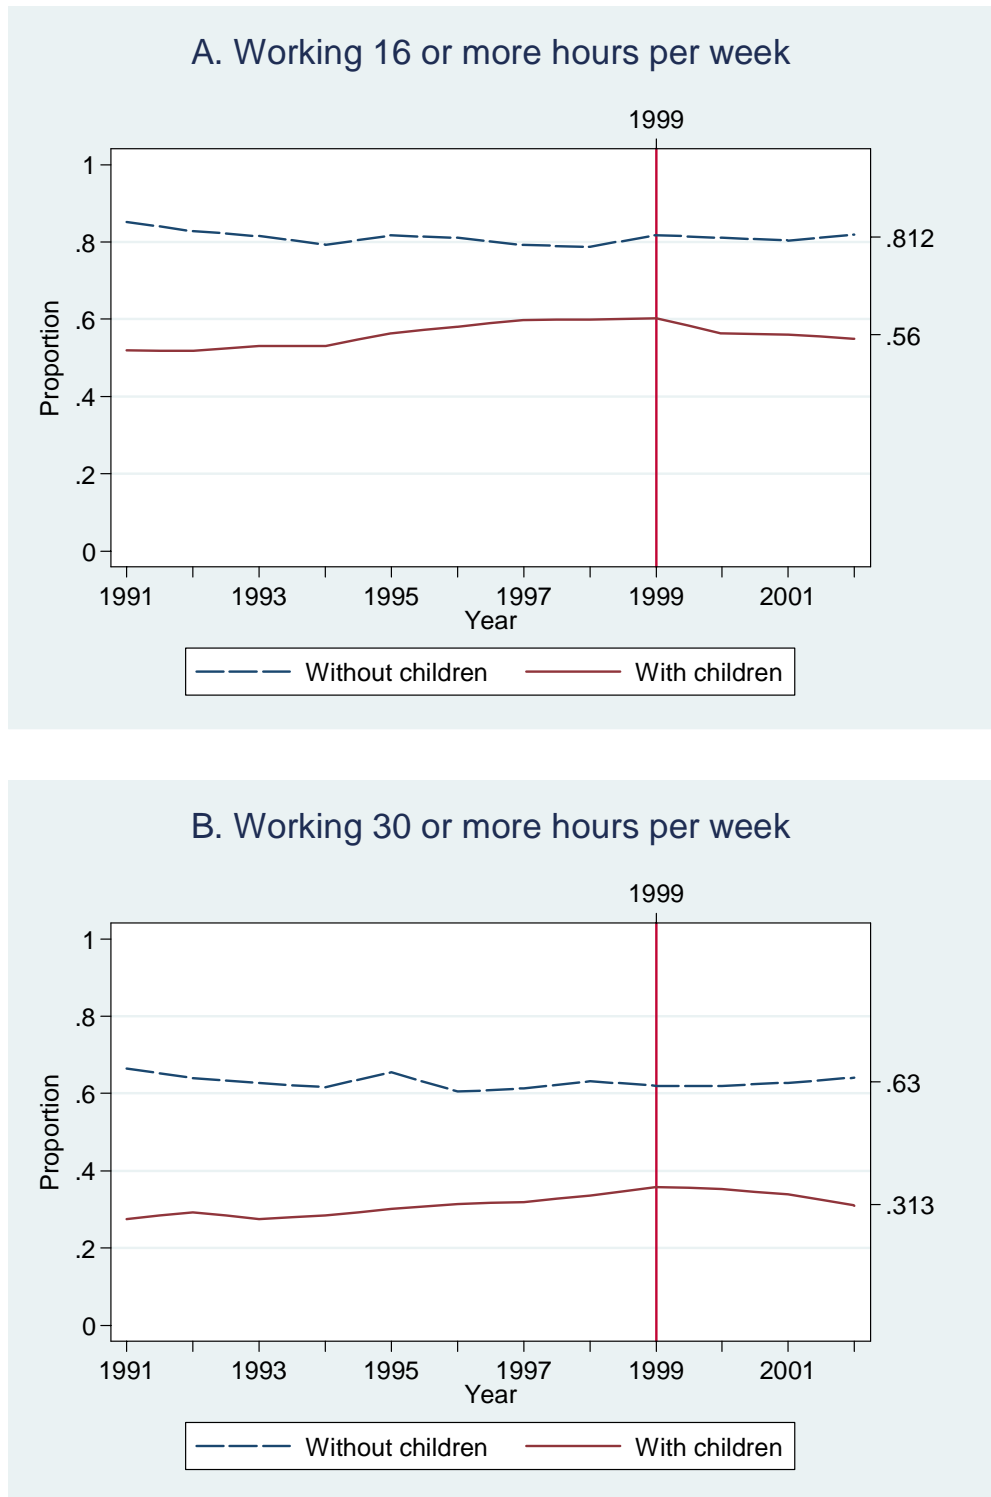 A. Working 16 or more hours per week
1999
1
.8
.6
.4
.2
0
Proportion
.812
.56
1991 1993 1995 1997 1999 2001
Year
Without children With children
B. Working 30 or more hours per week
1999
1
.8
.6
.4
.2
0
Proportion
.63
.313
1991 1993 1995 1997 1999 2001
Year
Without children With children